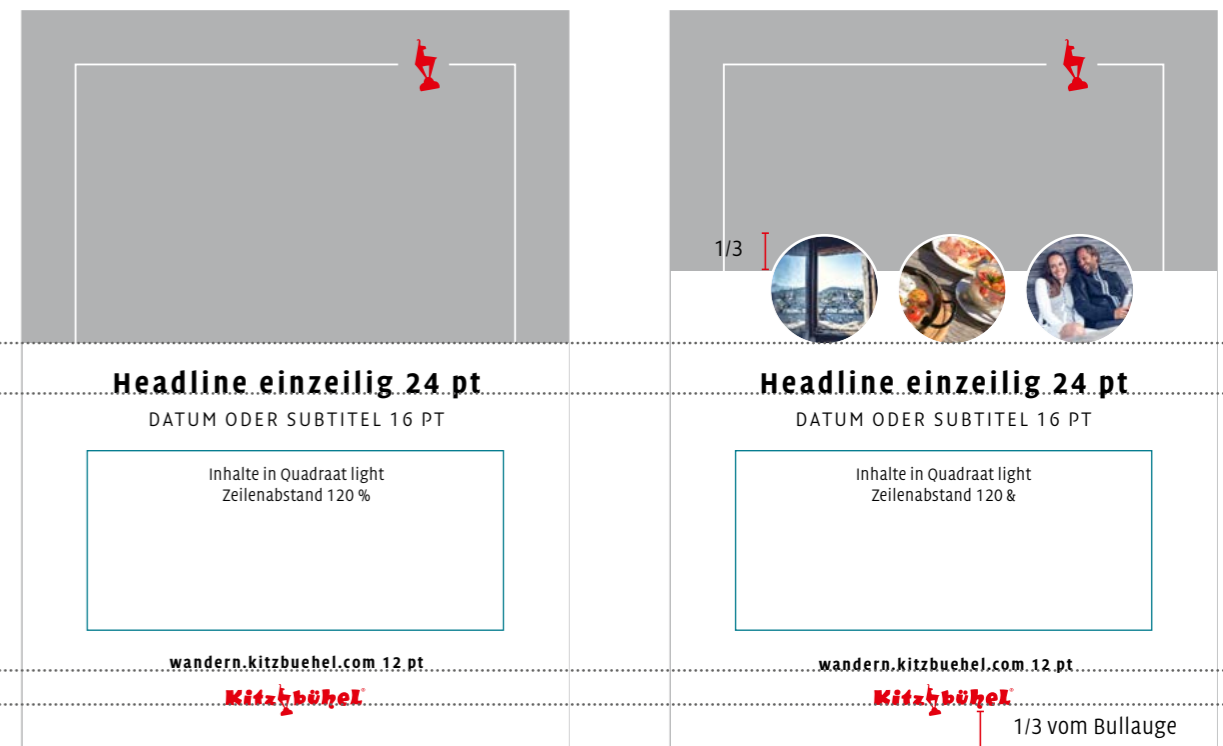 Headline einzeilig 24 pt
DATUM ODER SUBTITEL 16 PT
Inhalte in Quadraat light
Zeilenabstand 120 %
wandern.kitzbuehel.com 12 pt
Kitzbühel®
1/3
Headline einzeilig 24 pt
DATUM ODER SUBTITEL 16 PT
Inhalte in Quadraat light
Zeilenabstand 120 &
wandern.kitzbuehel.com 12 pt
Kitzbühel®
1/3 vom Bullauge